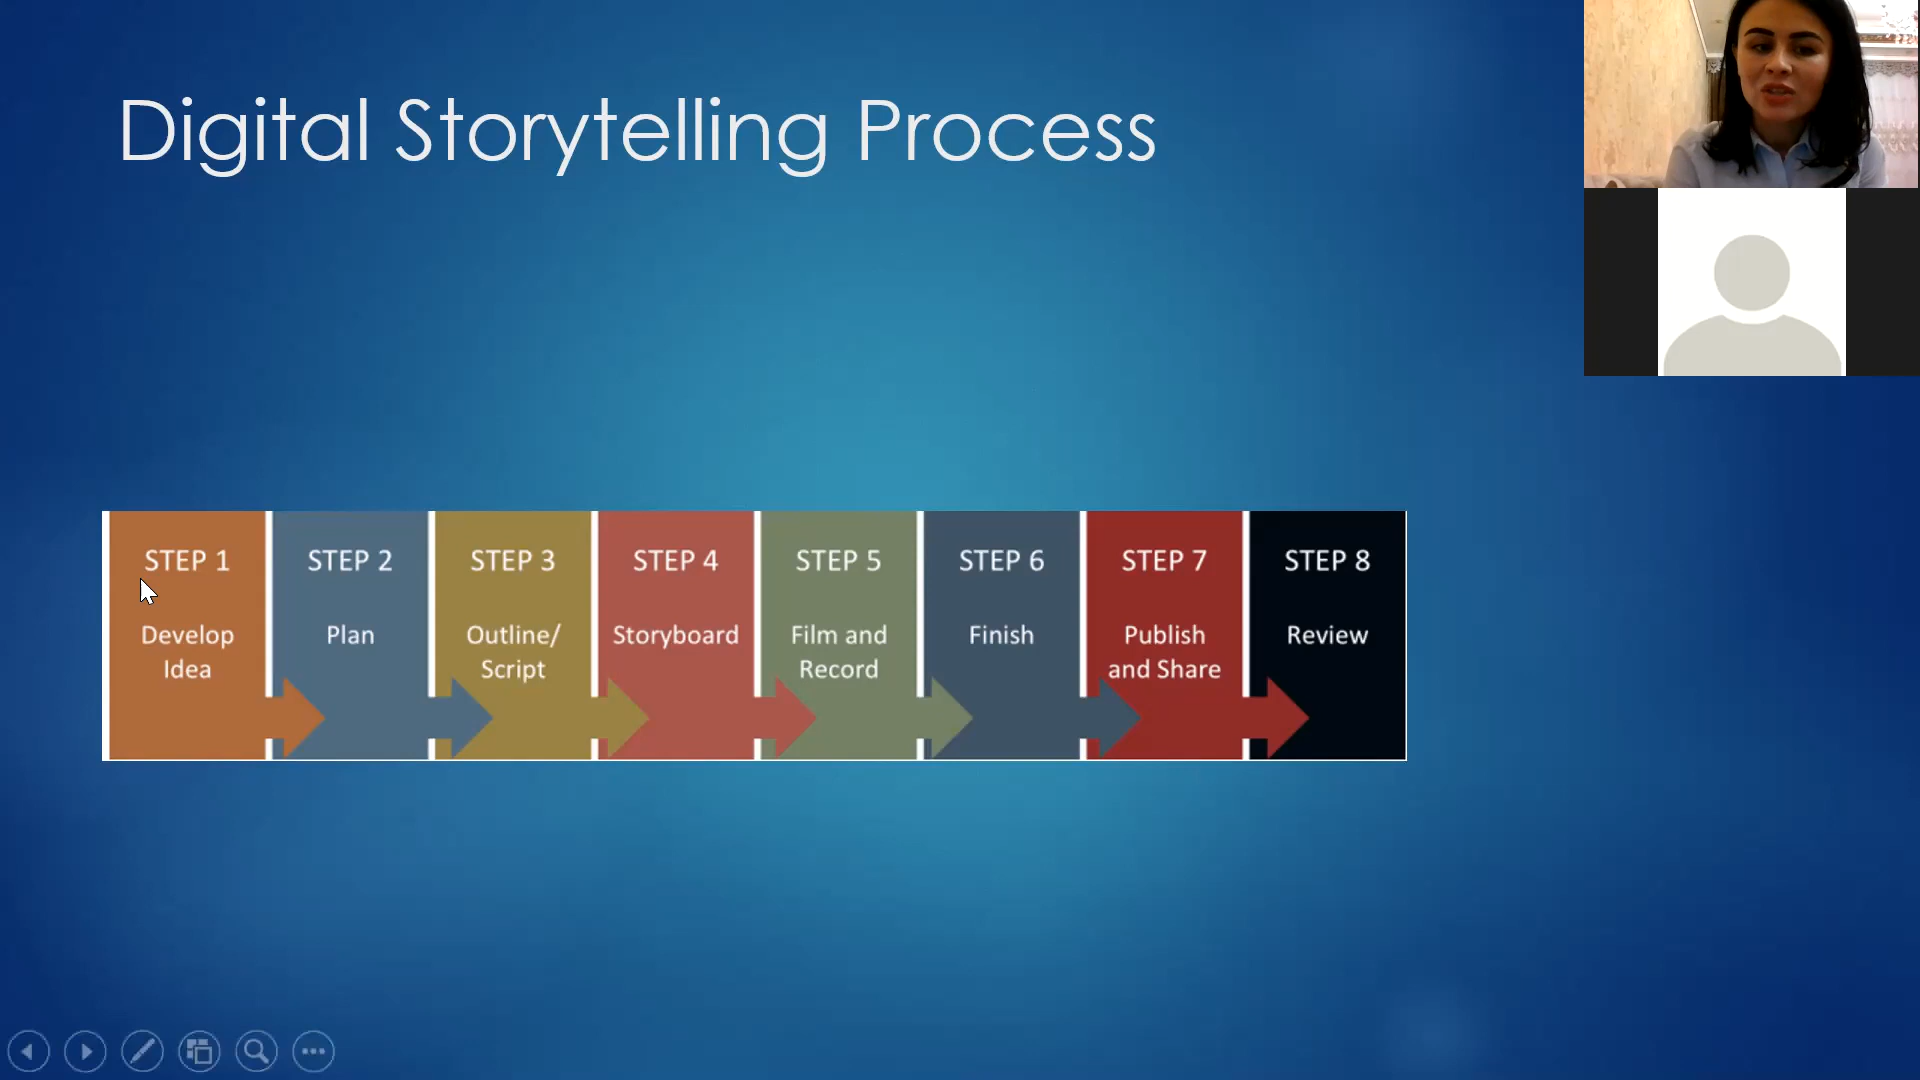 Digital Storytelling Process
STEP 1
Develop
Idea
STEP 2
Plan
STEP 3
Outline/
Script
STEP 4
Storyboard
STEP 5
Film and
Record
STEP 6
Finish
STEP 7
Publish
and Share
STEP 8
Review